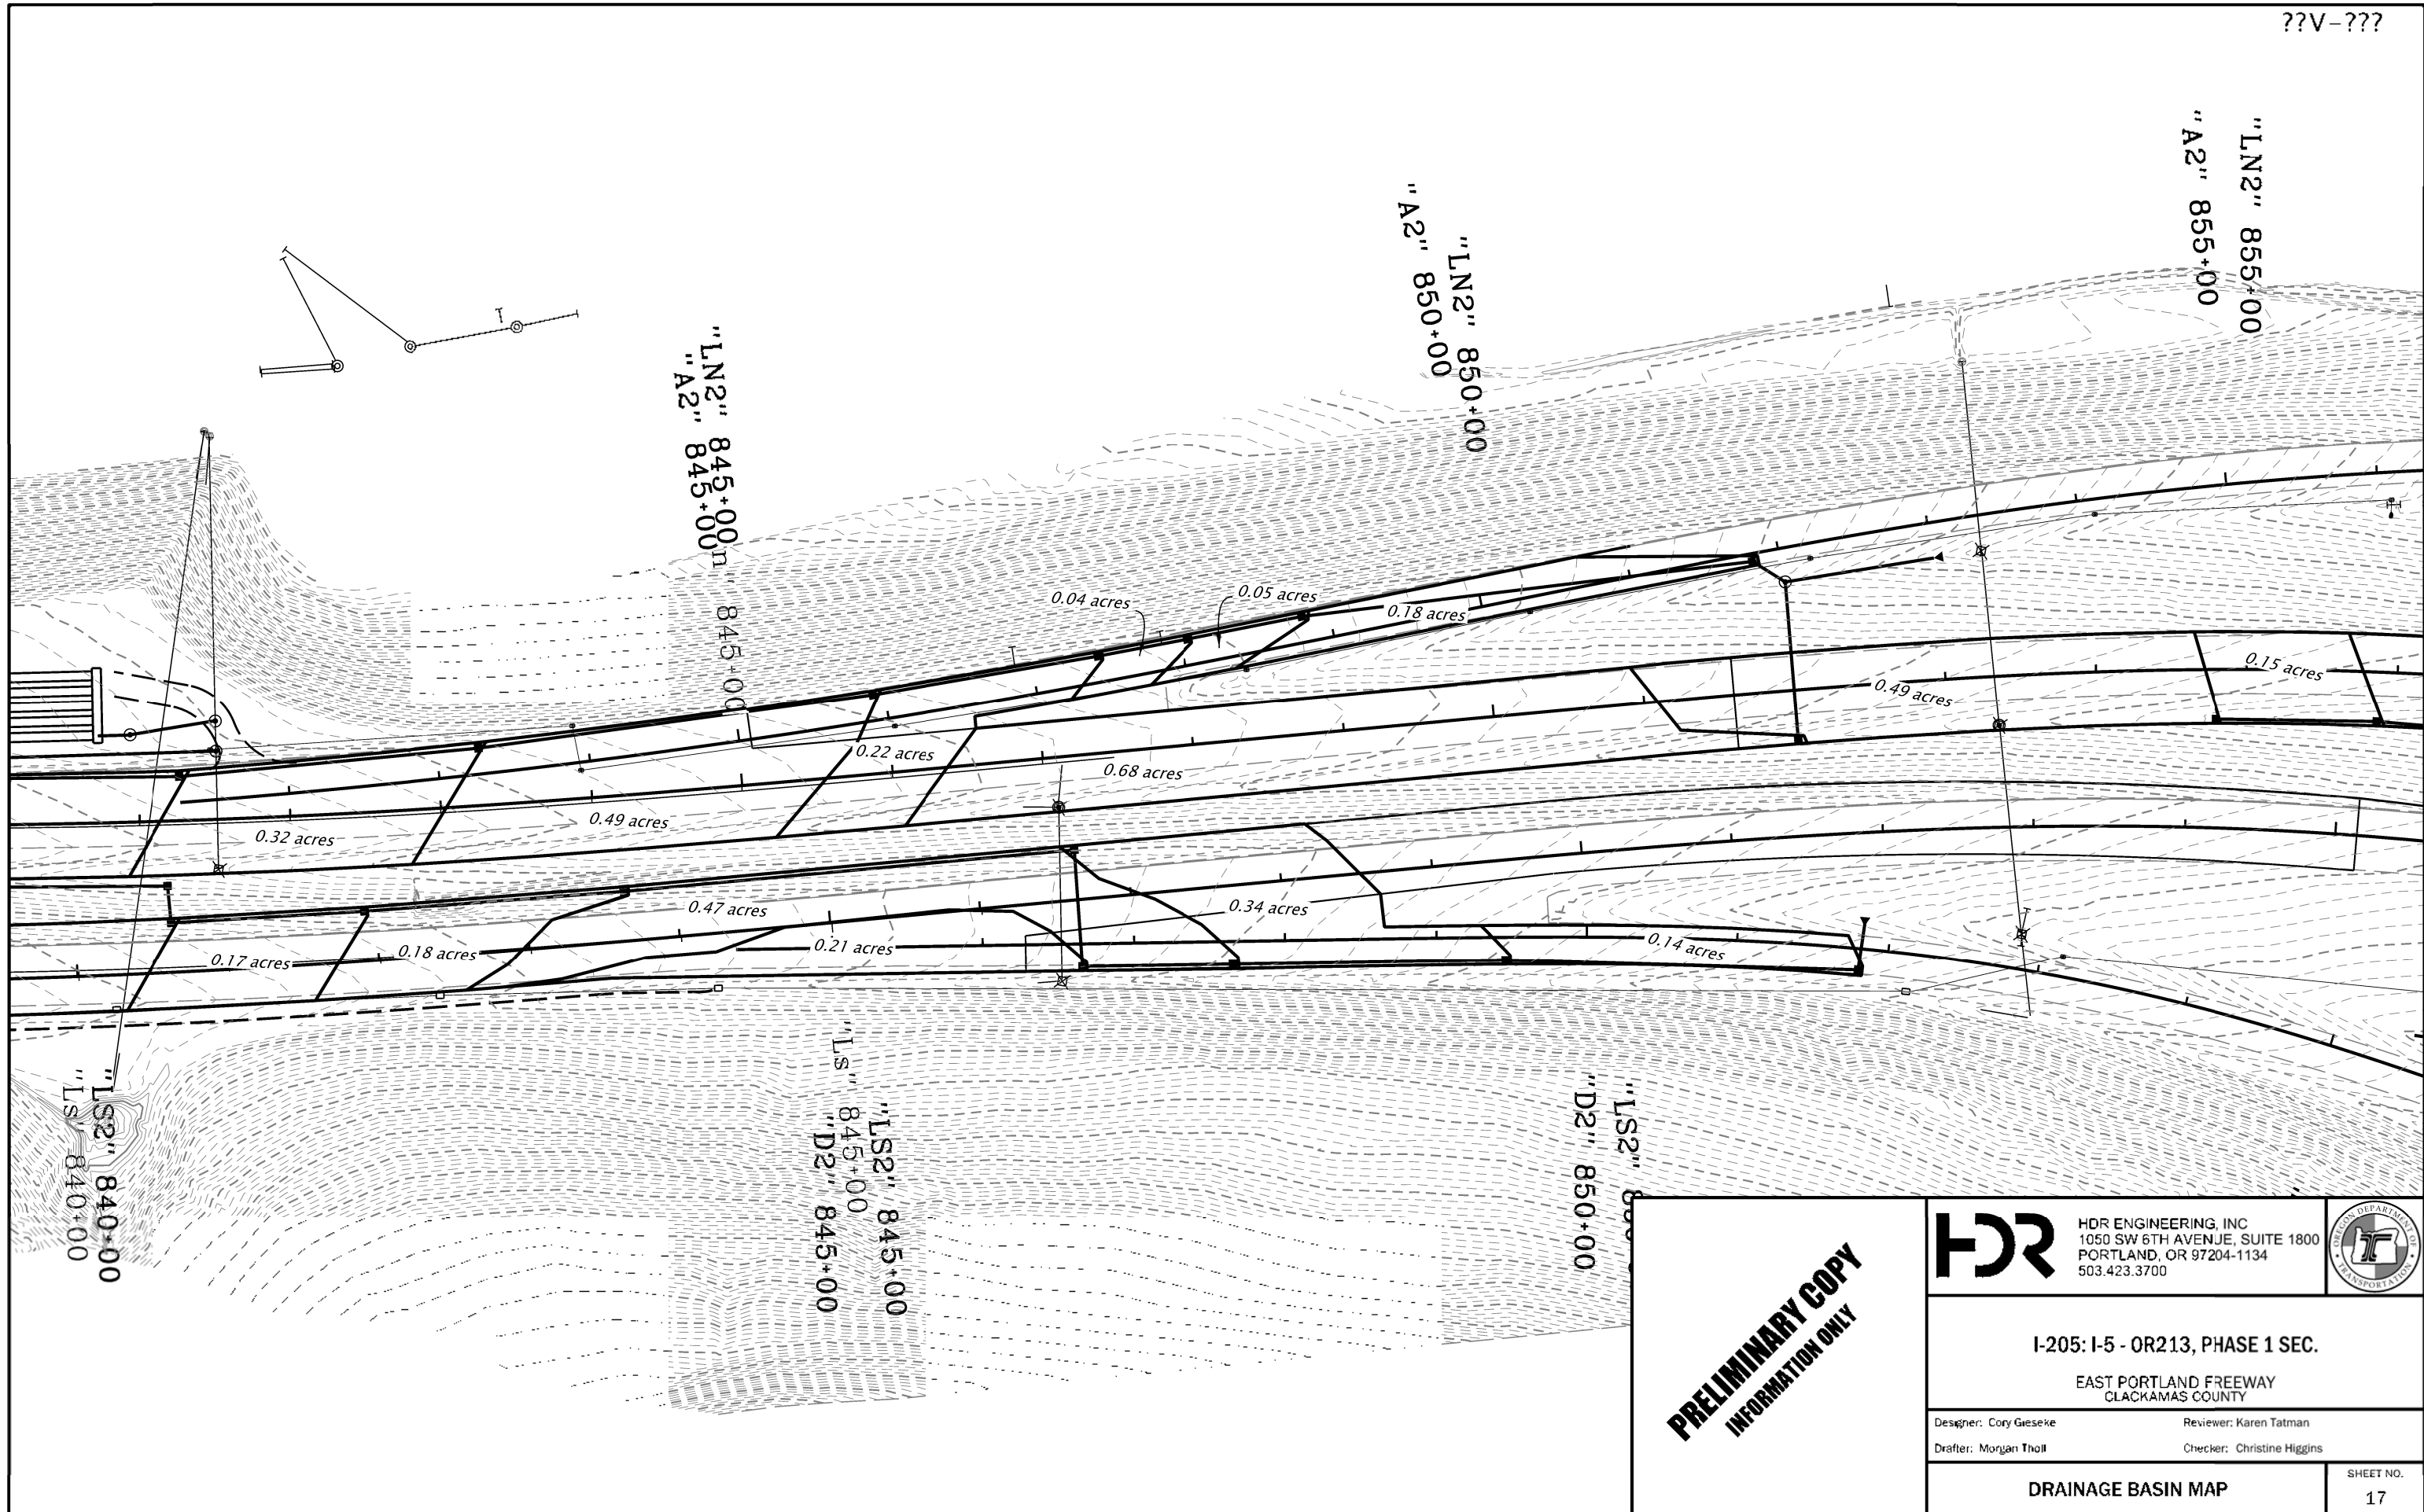 ??V-???
"A2" 855+00
"LN2" 855+00
"A2" 850+00
"LN2" 850+00
"LN2" 845+00
"A2" 845+00
845+00
0.04 acres
0.05 acres
0.18 acres
0.15 acres
0.49 acres
0.22 acres
0.68 acres
0.49 acres
0.32 acres
0.47 acres
0.34 acres
0.21 acres
0.14 acres
0.18 acres
0.17 acres
"Ls" 840+00
"LS2" 840+00
"Ls" 845+00
"D2" 845+00
"LS2" 845+00
"D2" 850+00
"LS2"
PRELIMINARY COPY
INFORMATION ONLY
HDR
HDR ENGINEERING, INC
1050 SW 6TH AVENUE, SUITE 1800
PORTLAND, OR 97204-1134
503.423.3700
OREGON DEPARTMENT OF
TRANSPORTATION
I-205: I-5 - OR213, PHASE 1 SEC.
EAST PORTLAND FREEWAY
CLACKAMAS COUNTY
Designer: Cory Gieseke
Reviewer: Karen Tatman
Drafter: Morgan Tholl
Checker: Christine Higgins
DRAINAGE BASIN MAP
SHEET NO.
17